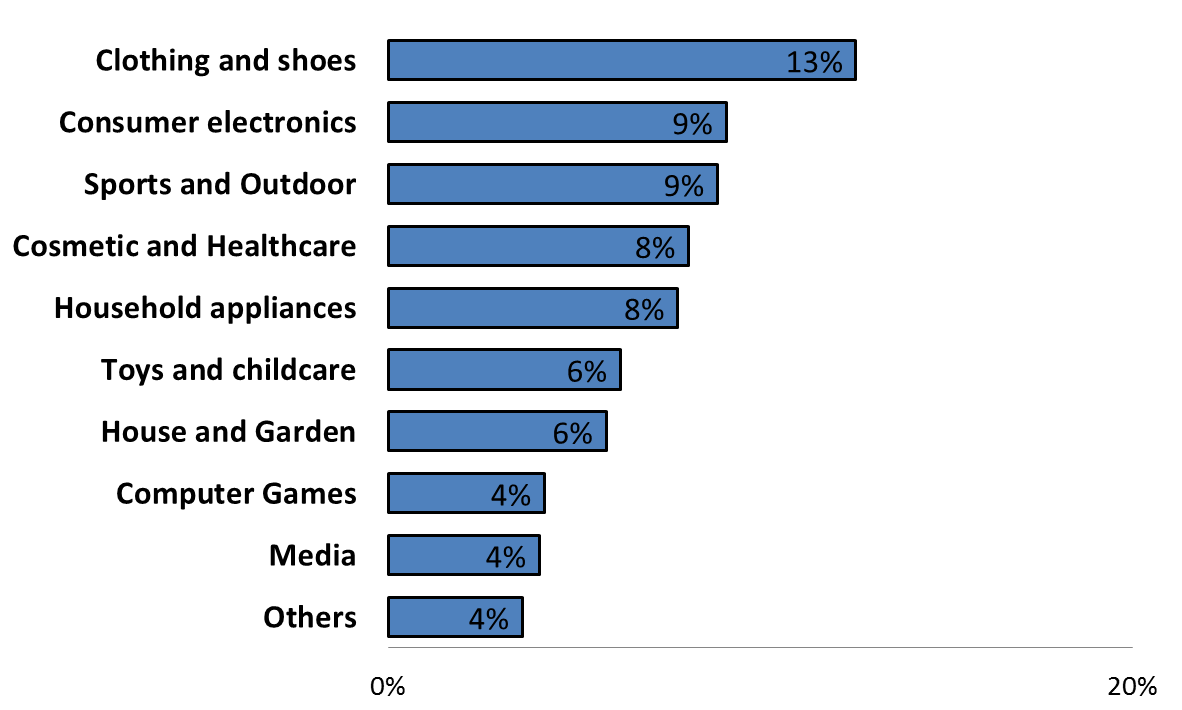 Clothing and shoes 13%
Consumer electronics 9%
Sports and Outdoor 9%
Cosmetic and Healthcare 8%
Household appliances 8%
Toys and childcare 6%
House and Garden 6%
Computer Games 4%
Media 4%
Others 4%
0% 20%